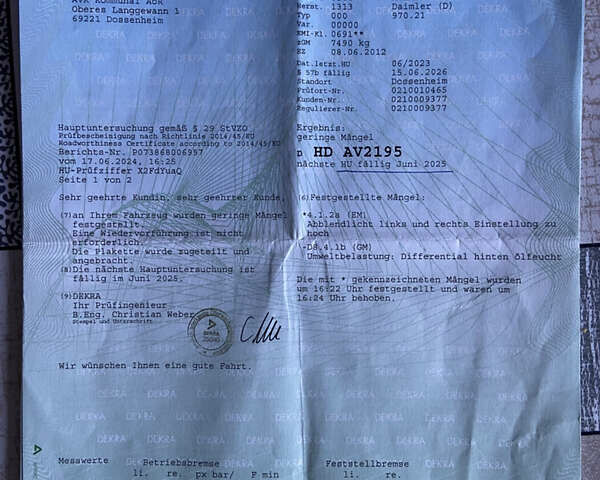 AVR Kommunal AöR
Oberes Langgewann 1
69221 Dossenheim
Herst. 1313 Daimler (D)
Typ 000 970.21
Var. 00000
EMI-Kl. 0691**
zGM 7490 kg
EZ 08.06.2012
Dat.letzt.HU 06/2023
§ 57b fällig 15.06.2026
Standort Dossenheim
Prüfort-Nr. 0210010465
Kunden-Nr. 0210009377
Regulierer-Nr. 0210009377
Hauptuntersuchung gemäß § 29 StVZO
Prüfbescheinigung nach Richtlinie 2014/45/EU
Roadworthiness Certificate according to 2014/45/EU
Berichts-Nr. P073868006957
vom 17.06.2024, 16:25
HU-Prüfziffer X2FdYuaQ
Seite 1 von 2
Ergebnis:
geringe Mängel
D HD AV2195
nächste HU fällig Juni 2025
Sehr geehrte Kundin, sehr geehrter Kunde,
(7) an Ihrem Fahrzeug wurden geringe Mängel
festgestellt.
Eine Wiedervorführung ist nicht
erforderlich.
Die Plakette wurde zugeteilt und
angebracht.
(8) Die nächste Hauptuntersuchung ist
fällig im Juni 2025.
(9) DEKRA
Ihr Prüfingenieur
B.Eng. Christian Weber
Stempel und Unterschrift
DEKRA
(6) Festgestellte Mängel:
*4.1.2a (EM)
Abblendlicht links und rechts Einstellung zu
hoch
-D8.4.1b (GM)
Umweltbelastung: Differential hinten ölfeucht
Die mit * gekennzeichneten Mängel wurden
um 16:22 Uhr festgestellt und waren um
16:24 Uhr behoben.
Wir wünschen Ihnen eine gute Fahrt.
Messwerte Betriebsbremse Feststellbremse
li. re. px bar/ F min li. re.